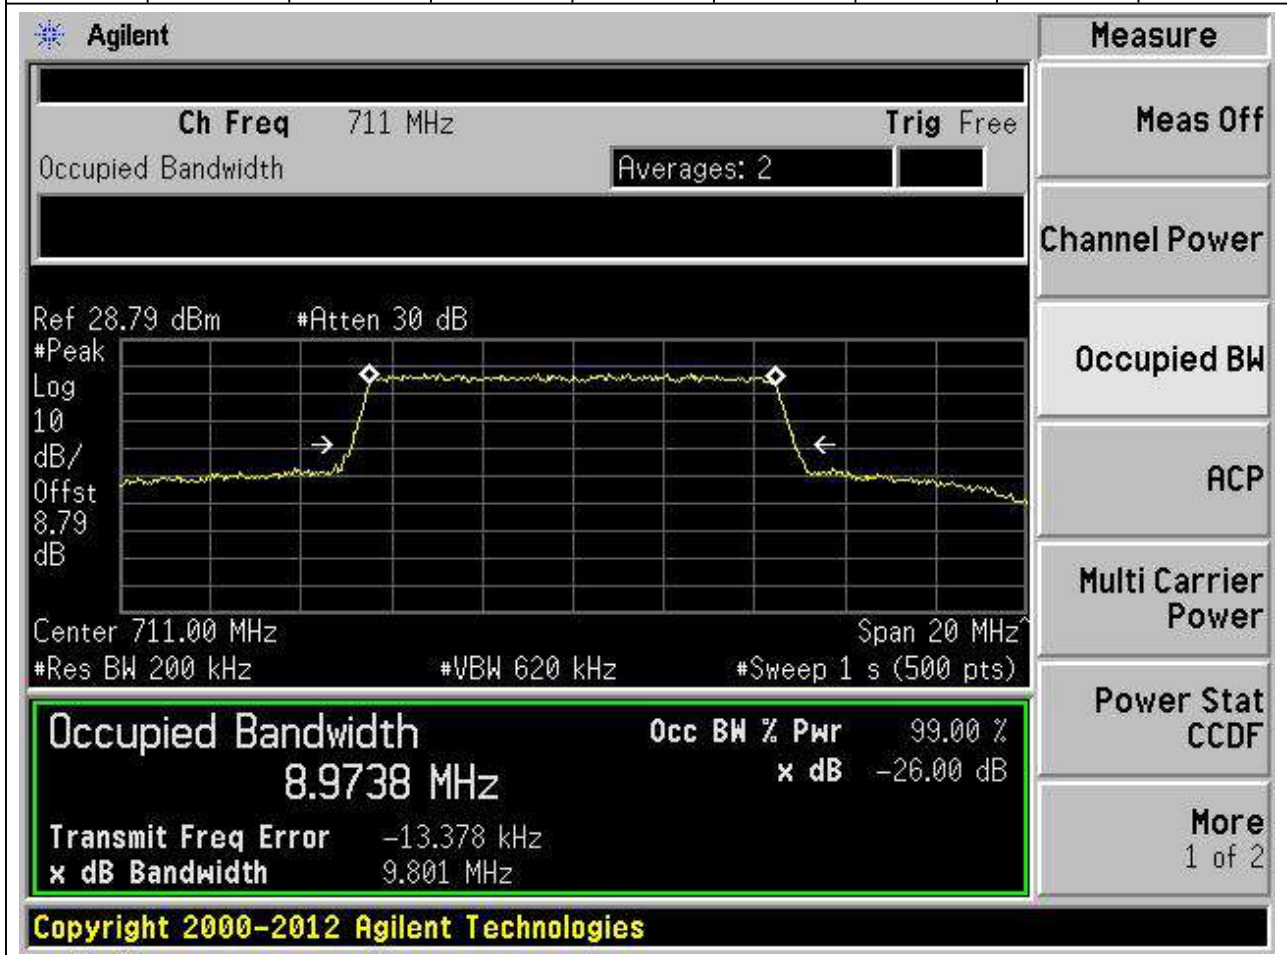 Agilent
Measure
Ch Freq 711 MHz Trig Free
Meas Off
Occupied Bandwidth Averages: 2
Channel Power
Ref 28.79 dBm #Atten 30 dB
#Peak
Log
10
dB/
Offst
8.79
dB
Occupied BW
ACP
Center 711.00 MHz Span 20 MHz^
#Res BW 200 kHz #VBW 620 kHz #Sweep 1 s (500 pts)
Multi Carrier
Power
Occupied Bandwidth Occ BW % Pwr 99.00 %
8.9738 MHz x dB -26.00 dB
Power Stat
CCDF
Transmit Freq Error -13.378 kHz
x dB Bandwidth 9.801 MHz
More
1 of 2
Copyright 2000-2012 Agilent Technologies